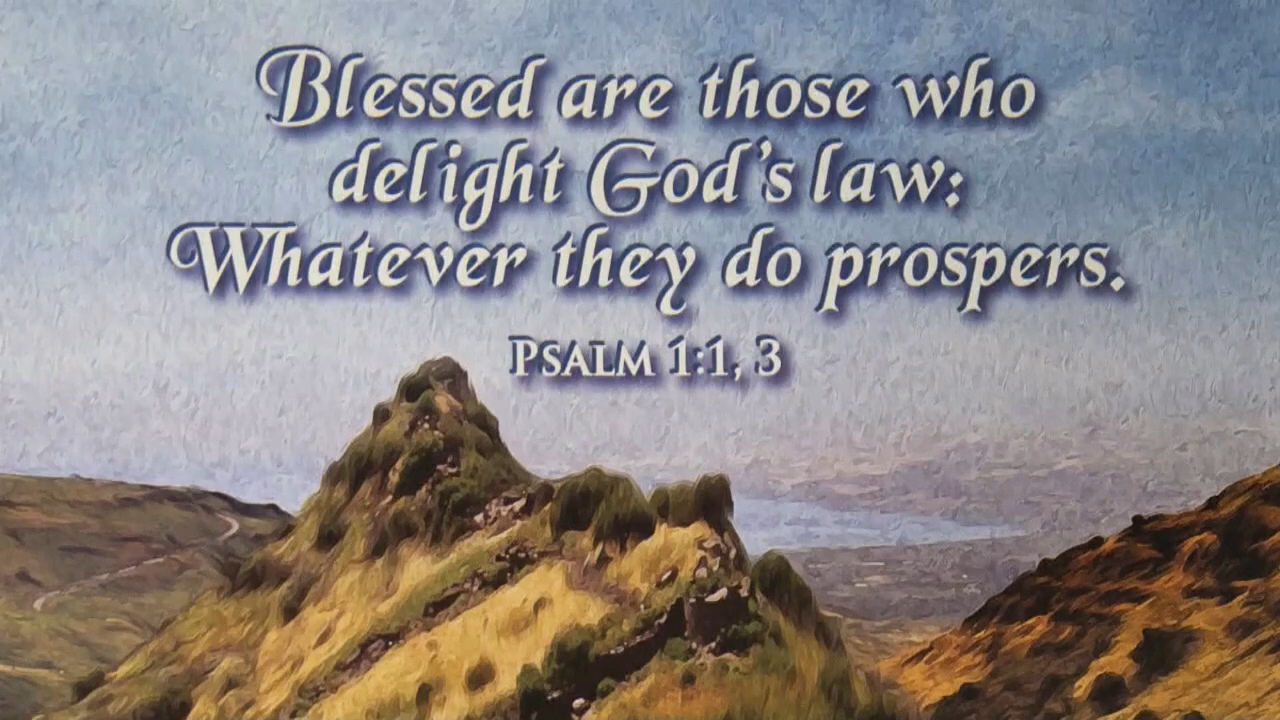 Blessed are those who
delight God's law:
Whatever they do prospers.
Psalm 1:1, 3